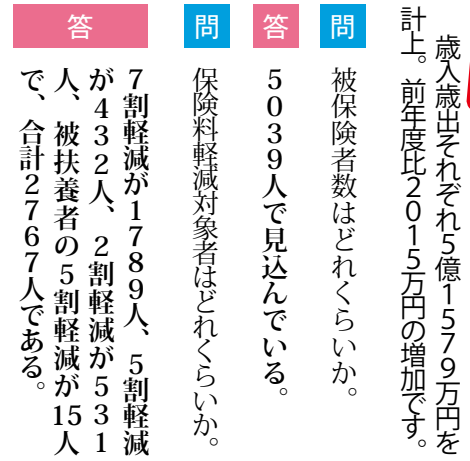 歳入歳出それぞれ5億1579万円を
計上。前年度比2015万円の増加です。
問
被保険者数はどれくらいか。
答
5039人で見込んでいる。
問
保険料軽減対象者はどれくらいか。
答
7割軽減が1789人、5割軽減
が432人、2割軽減が531
人、被扶養者の5割軽減が15人
で、合計2767人である。